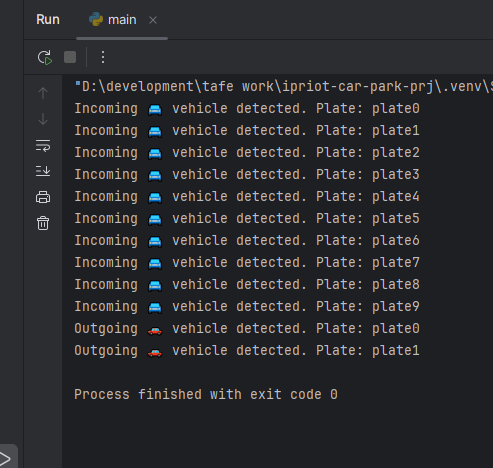 Run main ×
"D:\development\tafe work\ipriot-car-park-prj\.venv\
Incoming 🚘 vehicle detected. Plate: plate0
Incoming 🚘 vehicle detected. Plate: plate1
Incoming 🚘 vehicle detected. Plate: plate2
Incoming 🚘 vehicle detected. Plate: plate3
Incoming 🚘 vehicle detected. Plate: plate4
Incoming 🚘 vehicle detected. Plate: plate5
Incoming 🚘 vehicle detected. Plate: plate6
Incoming 🚘 vehicle detected. Plate: plate7
Incoming 🚘 vehicle detected. Plate: plate8
Incoming 🚘 vehicle detected. Plate: plate9
Outgoing 🚗 vehicle detected. Plate: plate0
Outgoing 🚗 vehicle detected. Plate: plate1
Process finished with exit code 0